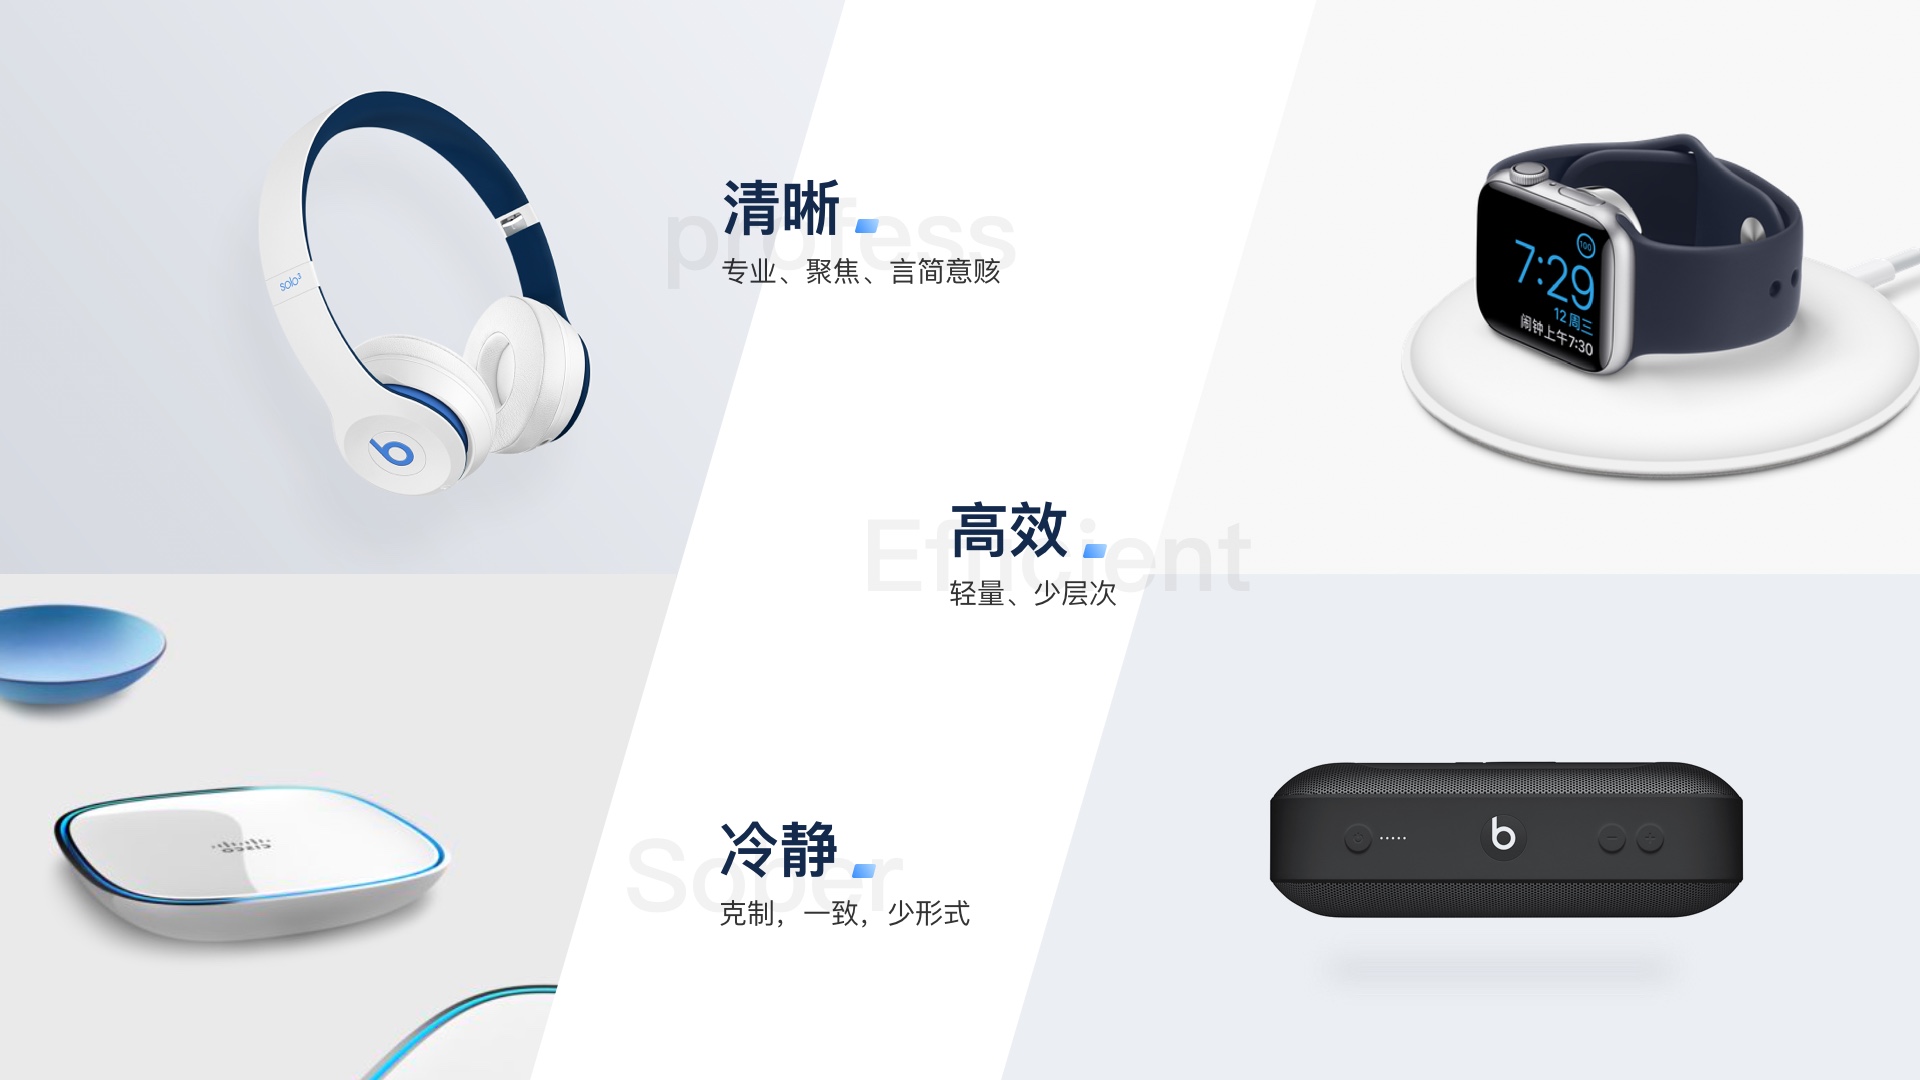 solo3
清晰
profess
专业、聚焦、言简意赅
100
7:29
12 周三
闹钟上午7:30
高效
Efficient
轻量、少层次
CISCO
冷静
Sober
克制，一致，少形式